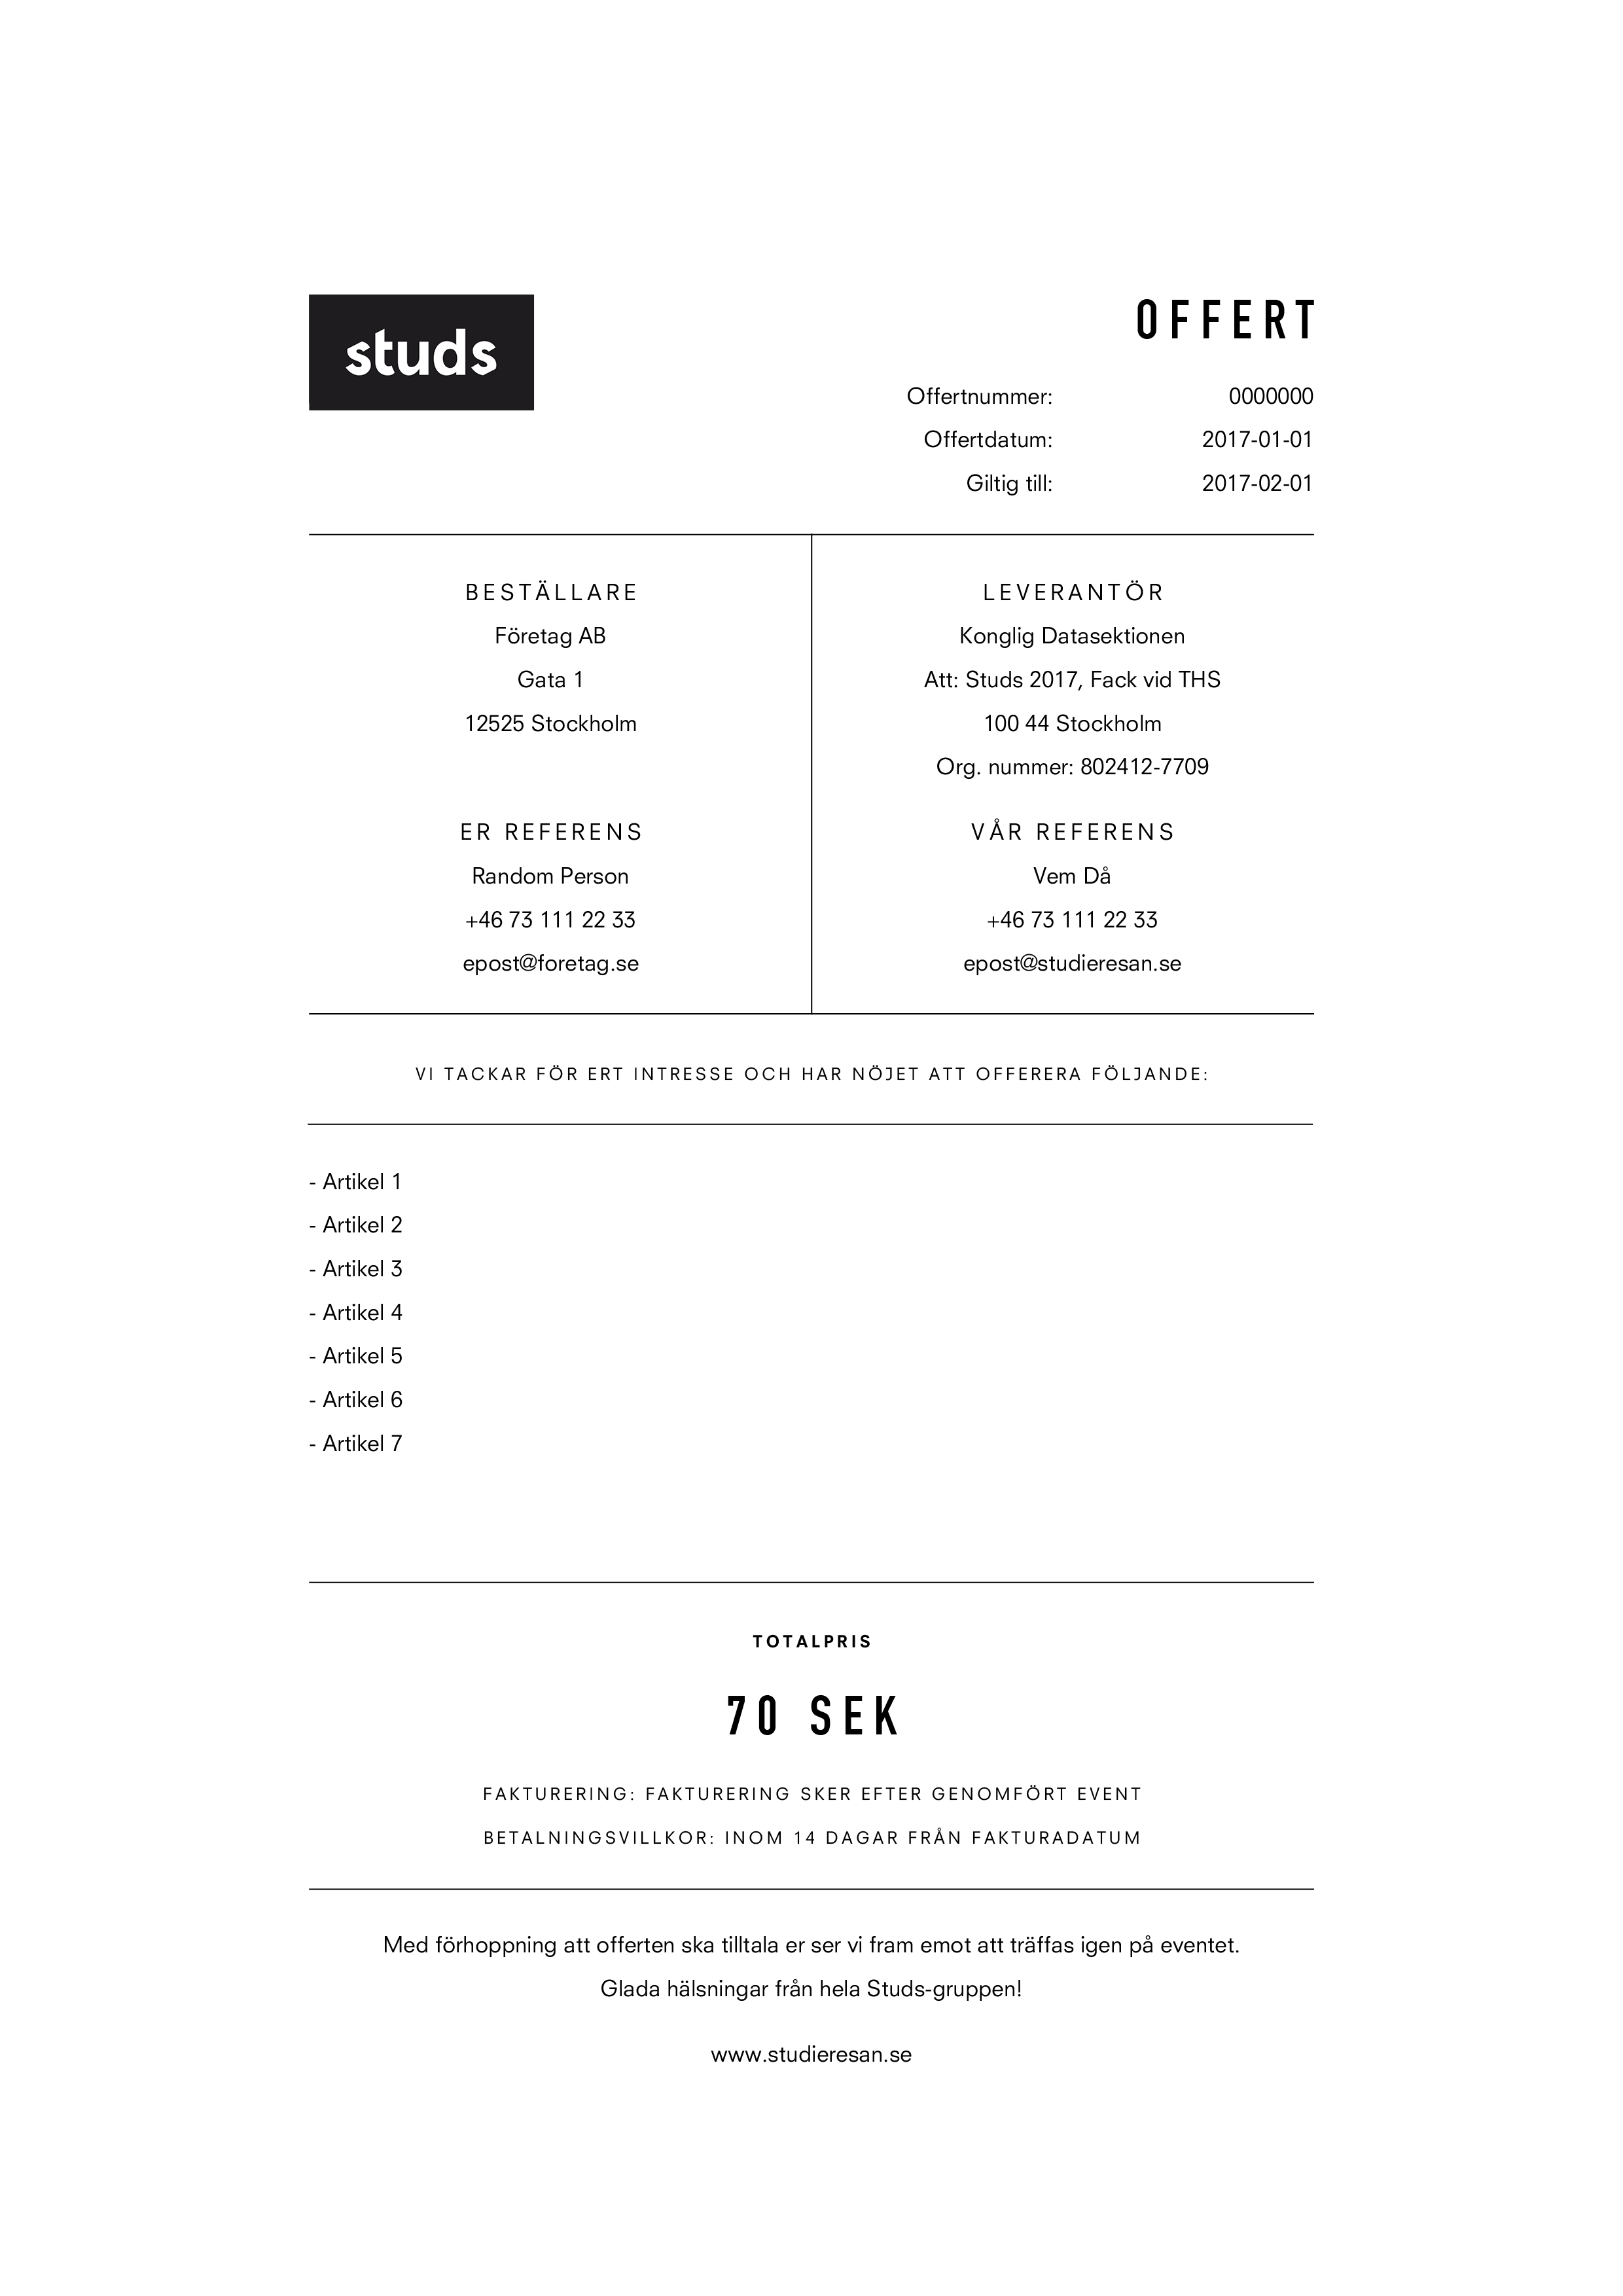 studs
OFFERT
Offertnummer: 0000000
Offertdatum: 2017-01-01
Giltig till: 2017-02-01
BESTÄLLARE
Företag AB
Gata 1
12525 Stockholm
LEVERANTÖR
Konglig Datasektionen
Att: Studs 2017, Fack vid THS
100 44 Stockholm
Org. nummer: 802412-7709
ER REFERENS
Random Person
+46 73 111 22 33
epost@foretag.se
VÅR REFERENS
Vem Då
+46 73 111 22 33
epost@studieresan.se
VI TACKAR FÖR ERT INTRESSE OCH HAR NÖJET ATT OFFERERA FÖLJANDE:
- Artikel 1
- Artikel 2
- Artikel 3
- Artikel 4
- Artikel 5
- Artikel 6
- Artikel 7
TOTALPRIS
70 SEK
FAKTURERING: FAKTURERING SKER EFTER GENOMFÖRT EVENT
BETALNINGSVILLKOR: INOM 14 DAGAR FRÅN FAKTURADATUM
Med förhoppning att offerten ska tilltala er ser vi fram emot att träffas igen på eventet.
Glada hälsningar från hela Studs-gruppen!
www.studieresan.se